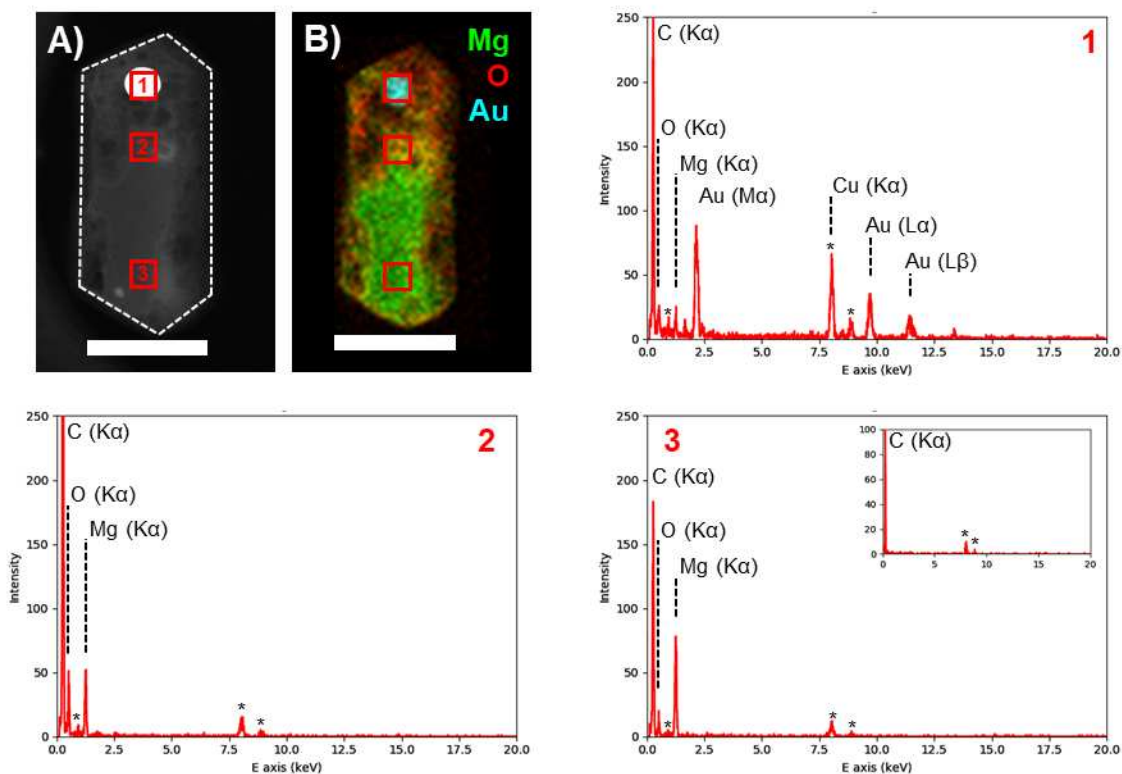 A)
1
2
3
B)
Mg
O
Au
250
200
150
100
50
0
Intensity
C (Kα)
O (Kα)
Mg (Kα)
Au (Mα)
Cu (Kα)
*
*
*
Au (Lα)
Au (Lβ)
1
0.0 2.5 5.0 7.5 10.0 12.5 15.0 17.5 20.0
E axis (keV)
250
200
150
100
50
0
Intensity
C (Kα)
O (Kα)
Mg (Kα)
*
*
*
2
0.0 2.5 5.0 7.5 10.0 12.5 15.0 17.5 20.0
E axis (keV)
250
200
150
100
50
0
Intensity
3
C (Kα)
O (Kα)
Mg (Kα)
*
*
*
100
80
60
40
20
0
C (Kα)
*
*
0 5 10 15 20
0.0 2.5 5.0 7.5 10.0 12.5 15.0 17.5 20.0
E axis (keV)